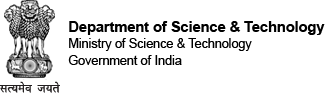 Department of Science & Technology
Ministry of Science & Technology
Government of India
सत्यमेव जयते